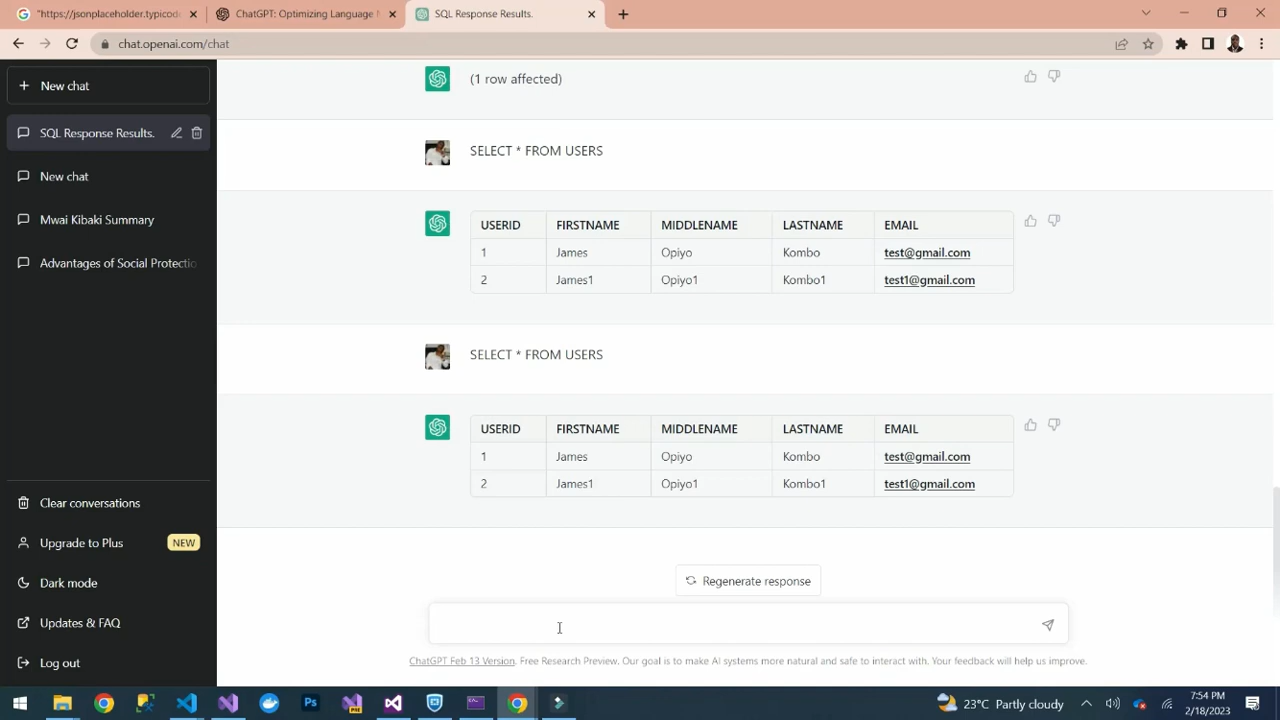 "https://jsonplaceholder.typicode
ChatGPT: Optimizing Language M
SQL Response Results.
chat.openai.com/chat
New chat
SQL Response Results.
New chat
Mwai Kibaki Summary
Advantages of Social Protectio
Clear conversations
Upgrade to Plus NEW
Dark mode
Updates & FAQ
Log out
(1 row affected)
SELECT * FROM USERS
USERID FIRSTNAME MIDDLENAME LASTNAME EMAIL
1 James Opiyo Kombo test@gmail.com
2 James1 Opiyo1 Kombo1 test1@gmail.com
SELECT * FROM USERS
USERID FIRSTNAME MIDDLENAME LASTNAME EMAIL
1 James Opiyo Kombo test@gmail.com
2 James1 Opiyo1 Kombo1 test1@gmail.com
Regenerate response
ChatGPT Feb 13 Version. Free Research Preview. Our goal is to make AI systems more natural and safe to interact with. Your feedback will help us improve.
Ps
PRE
23°C Partly cloudy
7:54 PM
2/18/2023